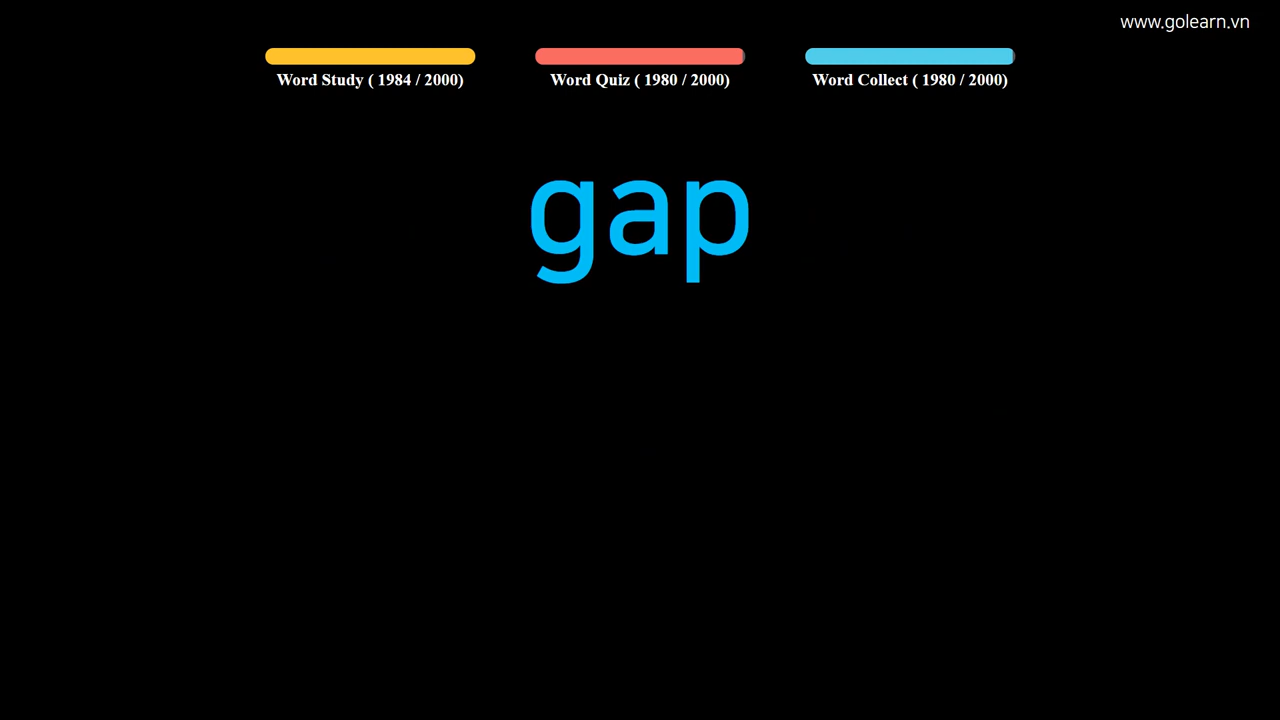 www.golearn.vn
Word Study ( 1984 / 2000)
Word Quiz ( 1980 / 2000)
Word Collect ( 1980 / 2000)
gap